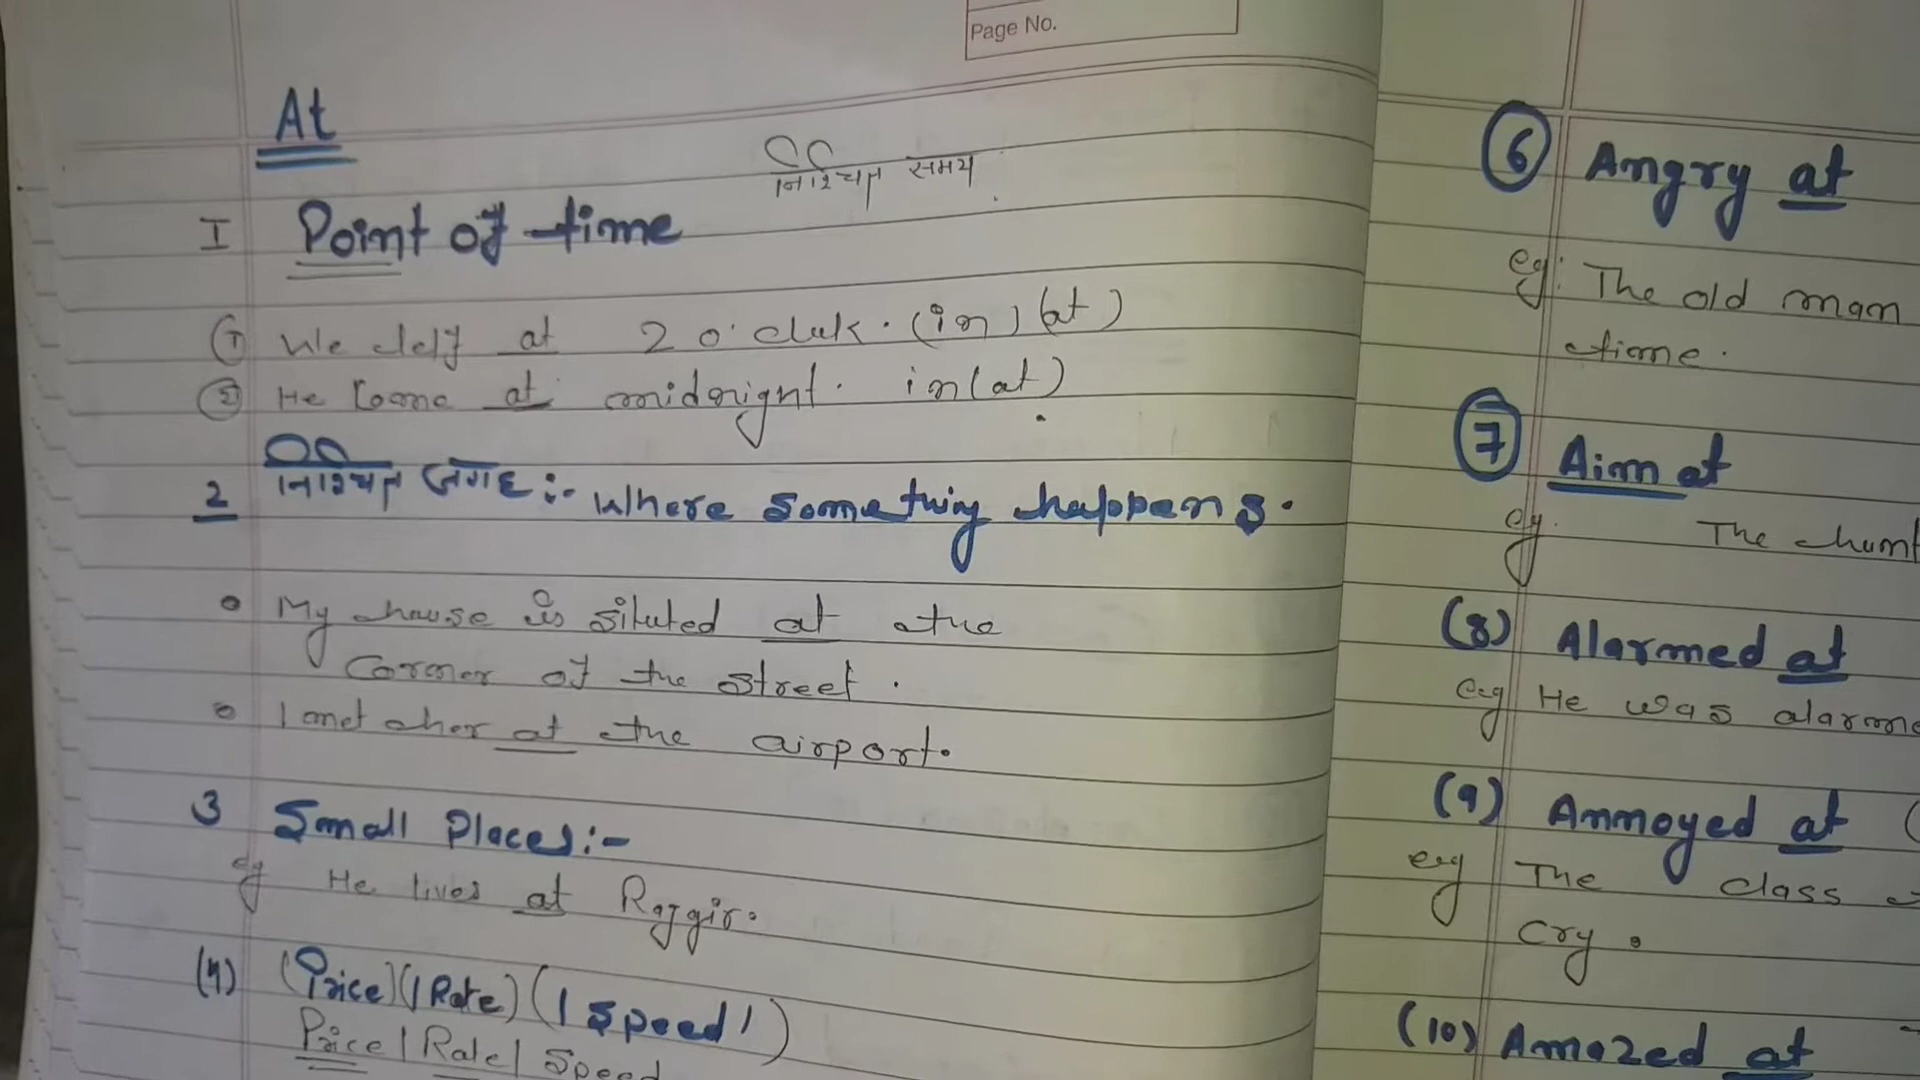 Page No.
At
निश्चित समय
I Point of time
① We left at 2 o'clock. (in) (at)
② He come at midnight. in (at)
2 निश्चित जगह :- Where something happens.
My house is situted at the
Corner of the street.
I met her at the airport.
3 Small Places :-
eg He lives at Rajgir.
(4) (Price) (Rate) (Speed)
Price / Rate / Speed
⑥ Angry at
eg: The old man
time.
⑦ Aim at
eg. The hunt
(8) Alarmed at
eg He was alarme
(9) Annoyed at (
eg The class
Cry.
(10) Amazed at